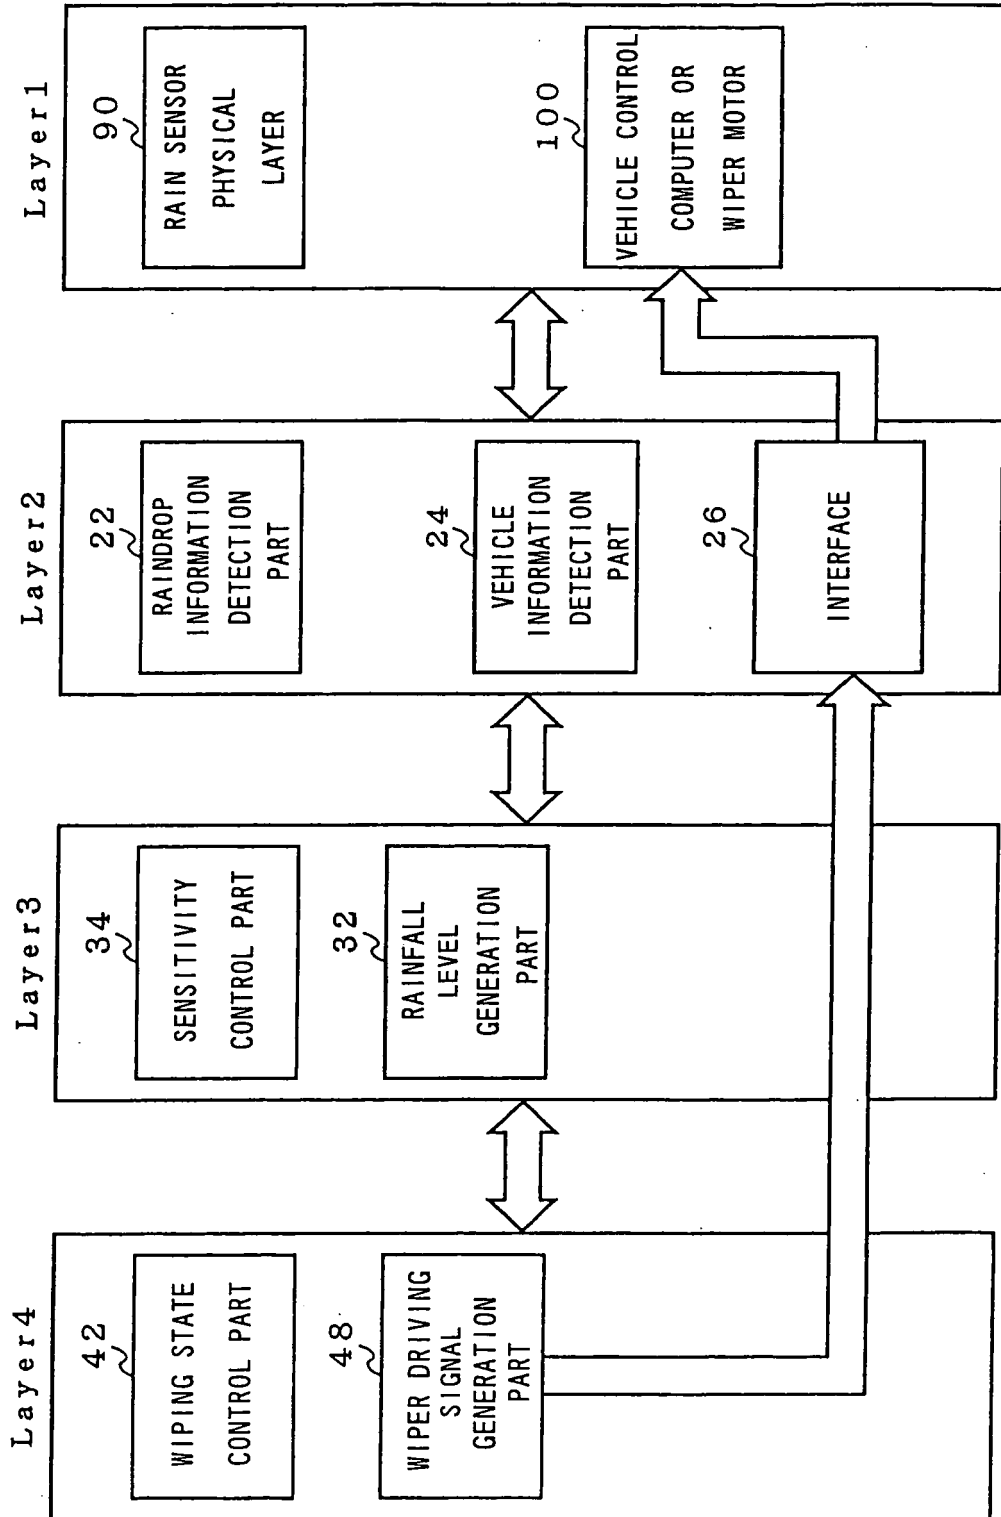 Layer4
42
WIPING STATE
CONTROL PART
48
WIPER DRIVING
SIGNAL
GENERATION
PART
Layer3
34
SENSITIVITY
CONTROL PART
32
RAINFALL
LEVEL
GENERATION
PART
Layer2
22
RAINDROP
INFORMATION
DETECTION
PART
24
VEHICLE
INFORMATION
DETECTION
PART
26
INTERFACE
Layer1
90
RAIN SENSOR
PHYSICAL
LAYER
100
VEHICLE CONTROL
COMPUTER OR
WIPER MOTOR